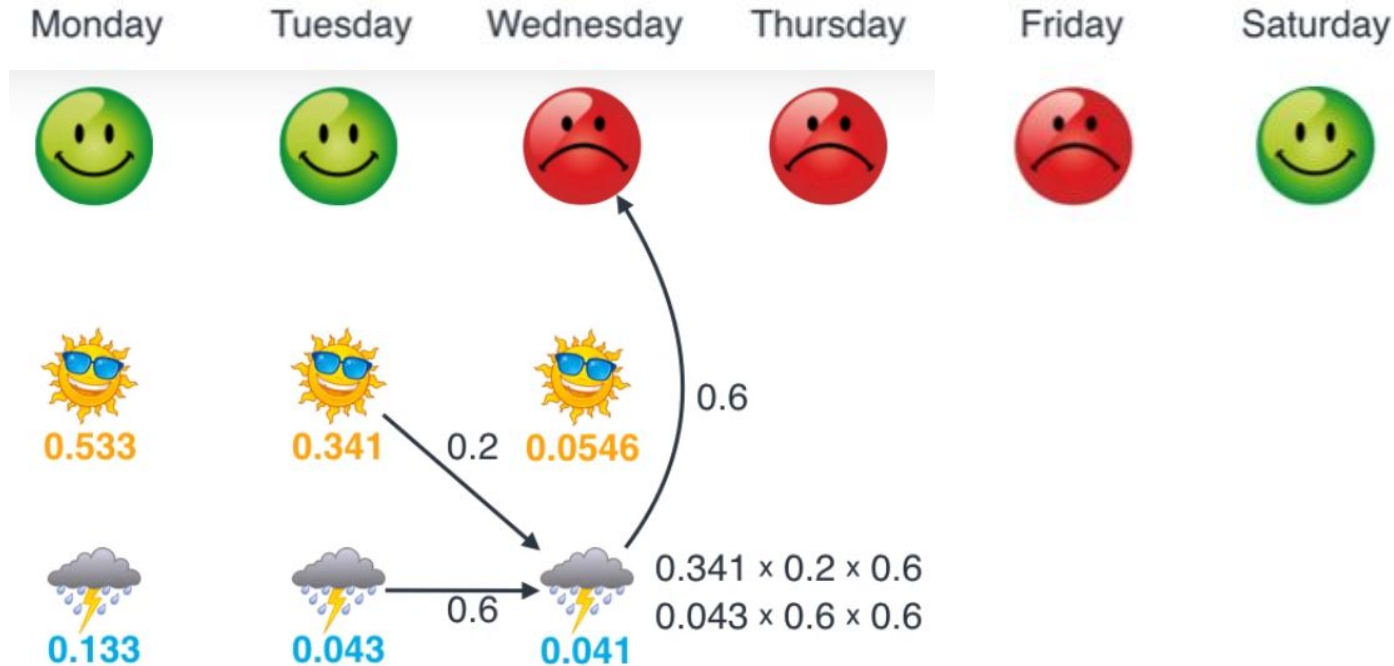 Monday Tuesday Wednesday Thursday Friday Saturday
0.6
0.533 0.341 0.2 0.0546
0.341 x 0.2 x 0.6
0.6
0.043 x 0.6 x 0.6
0.133 0.043 0.041